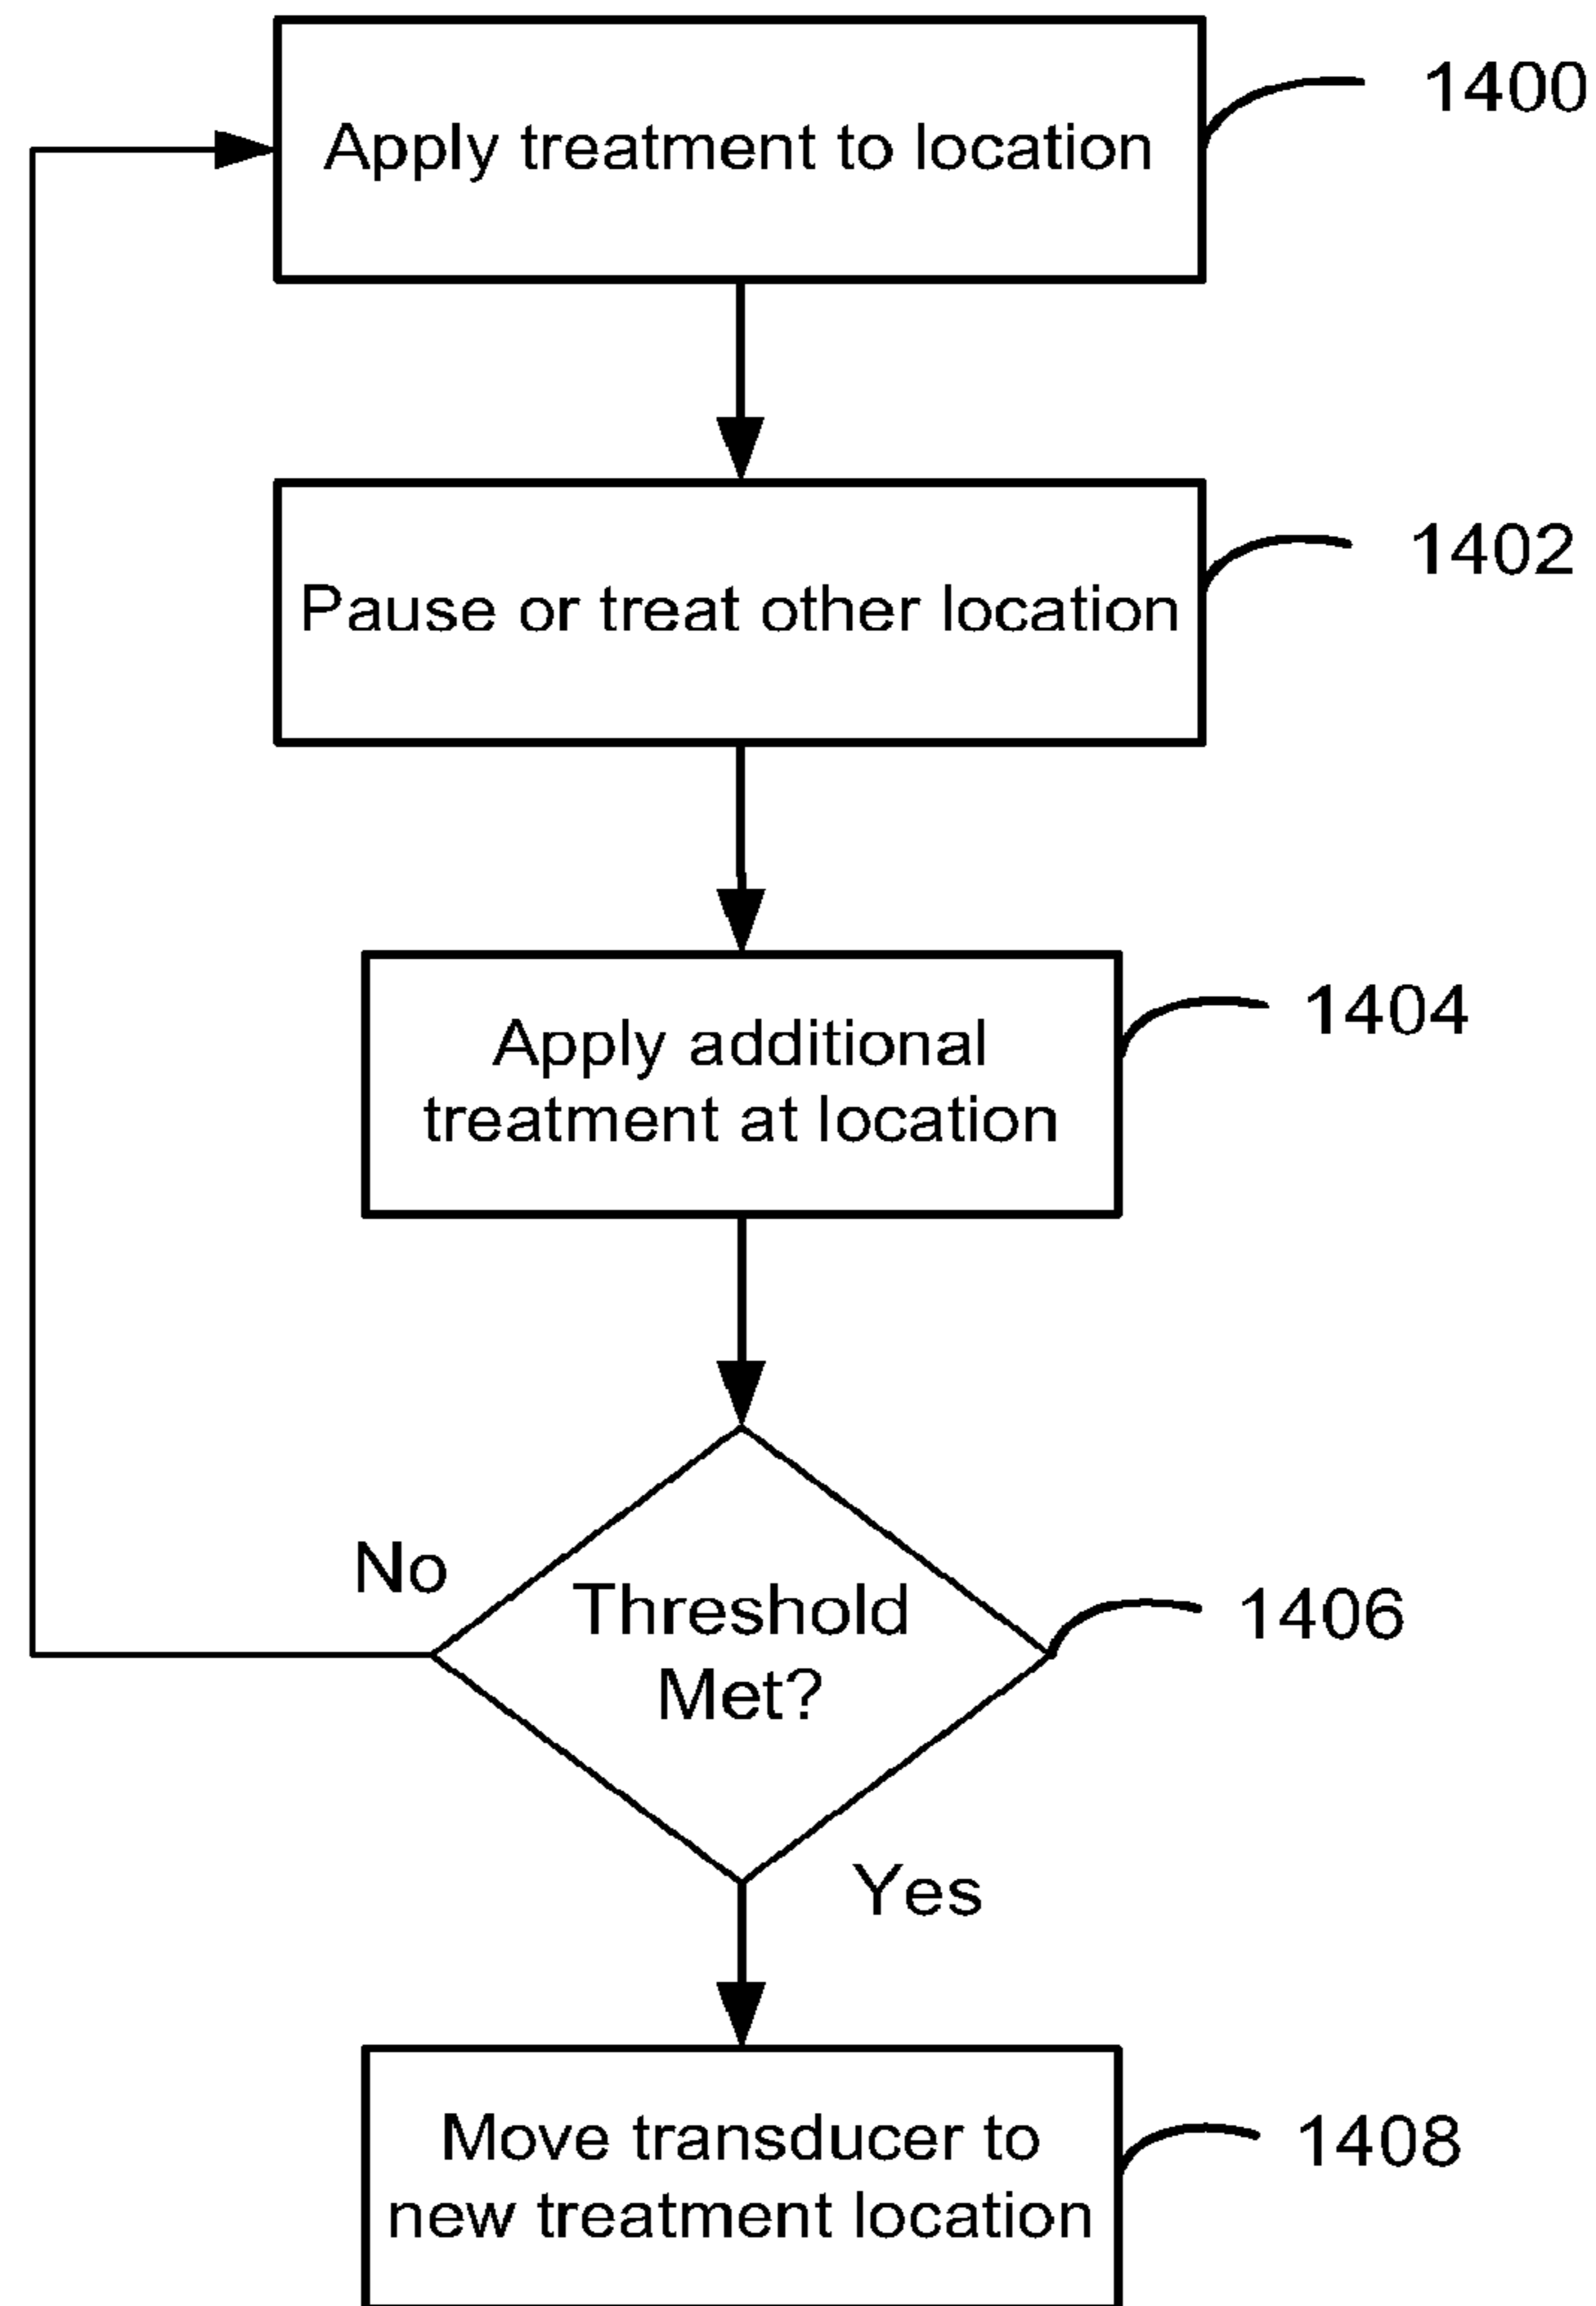 Apply treatment to location
1400
Pause or treat other location
1402
Apply additional
treatment at location
1404
No
Threshold
Met?
1406
Yes
Move transducer to
new treatment location
1408